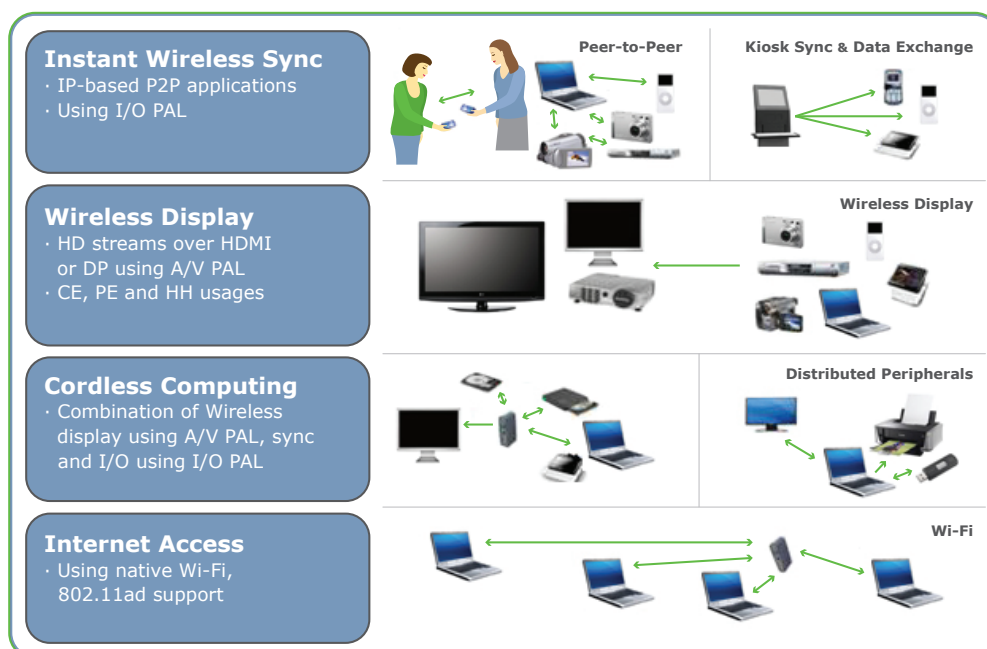 Instant Wireless Sync
· IP-based P2P applications
· Using I/O PAL
Peer-to-Peer
Kiosk Sync & Data Exchange
Wireless Display
· HD streams over HDMI
or DP using A/V PAL
· CE, PE and HH usages
Wireless Display
Cordless Computing
· Combination of Wireless
display using A/V PAL, sync
and I/O using I/O PAL
Distributed Peripherals
Internet Access
· Using native Wi-Fi,
802.11ad support
Wi-Fi